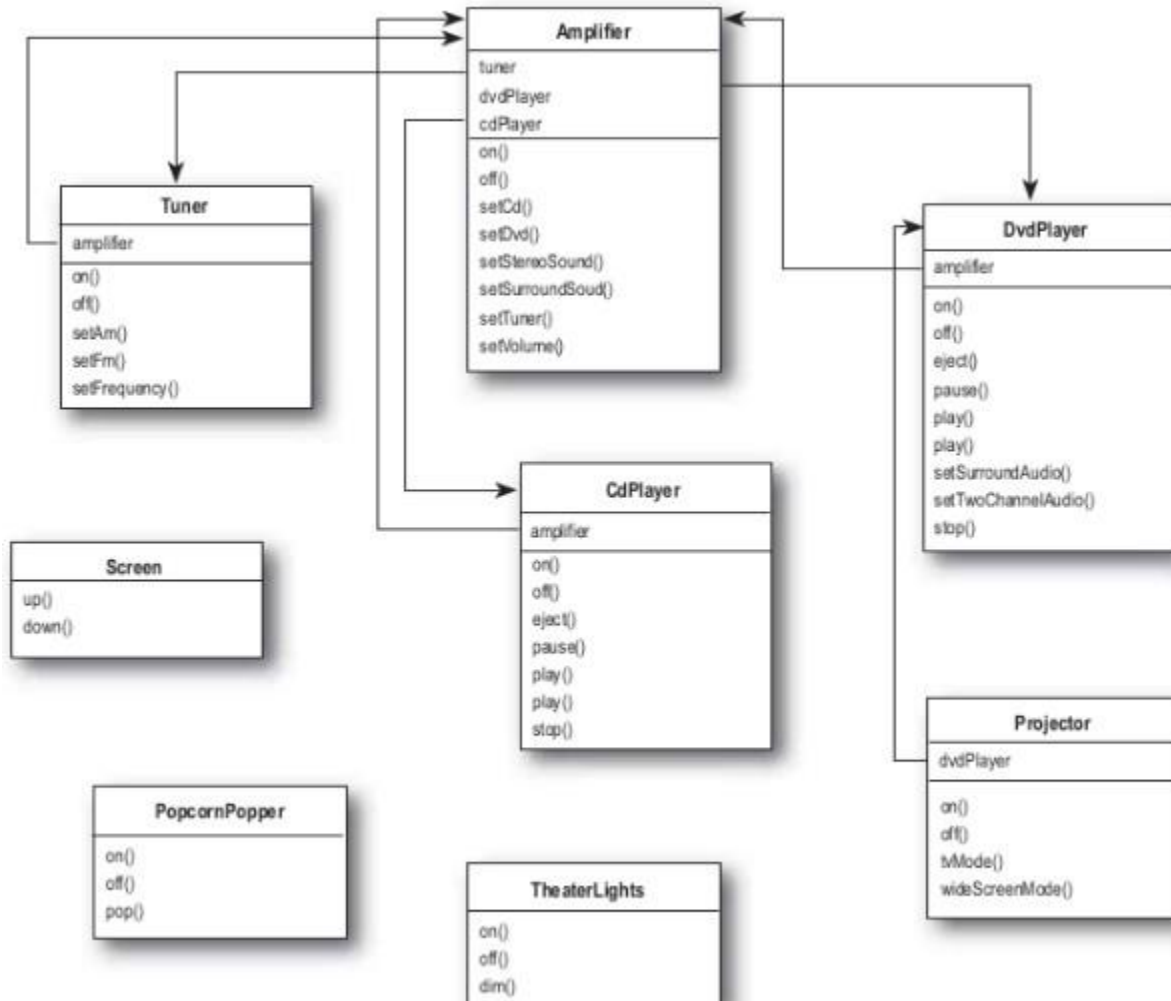 Amplifier
tuner
dvdPlayer
cdPlayer
on()
off()
setCd()
setDvd()
setStereoSound()
setSurroundSoud()
setTuner()
setVolume()
Tuner
amplifier
on()
off()
setAm()
setFm()
setFrequency()
DvdPlayer
amplifier
on()
off()
eject()
pause()
play()
play()
setSurroundAudio()
setTwoChannelAudio()
stop()
CdPlayer
amplifier
on()
off()
eject()
pause()
play()
play()
stop()
Screen
up()
down()
Projector
dvdPlayer
on()
off()
tvMode()
wideScreenMode()
PopcornPopper
on()
off()
pop()
TheaterLights
on()
off()
dim()